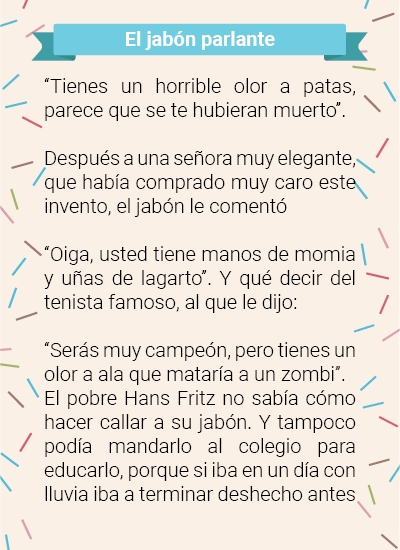 El jabón parlante
“Tienes un horrible olor a patas,
parece que se te hubieran muerto”.
Después a una señora muy elegante,
que había comprado muy caro este
invento, el jabón le comentó
“Oiga, usted tiene manos de momia
y uñas de lagarto”. Y qué decir del
tenista famoso, al que le dijo:
“Serás muy campeón, pero tienes un
olor a ala que mataría a un zombi”.
El pobre Hans Fritz no sabía cómo
hacer callar a su jabón. Y tampoco
podía mandarlo al colegio para
educarlo, porque si iba en un día con
lluvia iba a terminar deshecho antes